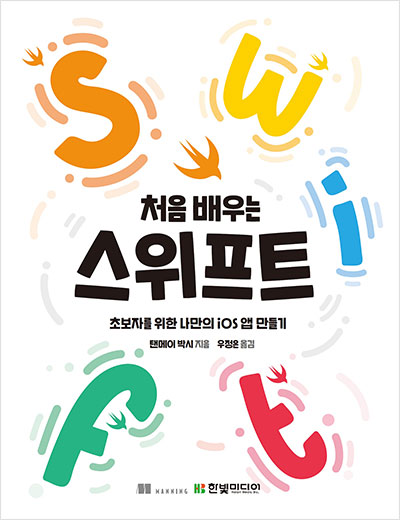 S w i f t
처음 배우는
스위프트
초보자를 위한 나만의 iOS 앱 만들기
탠메이 박시 지음 우정은 옮김
MANNING HB 한빛미디어